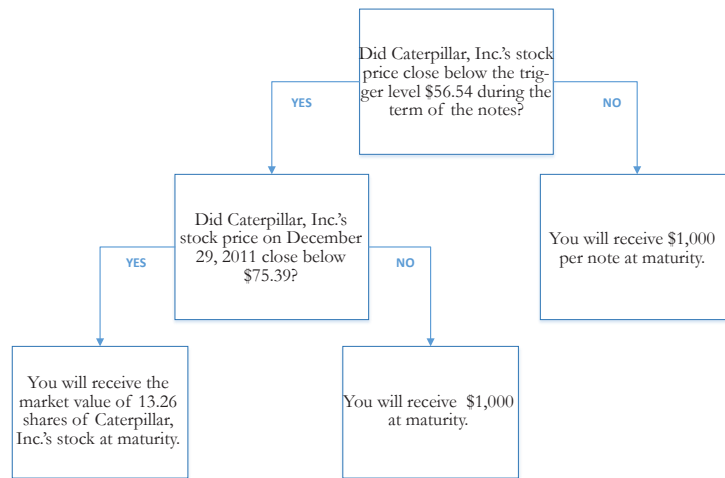 Did Caterpillar, Inc.'s stock
price close below the trig-
ger level $56.54 during the
term of the notes?
YES
NO
Did Caterpillar, Inc.'s
stock price on December
29, 2011 close below
$75.39?
You will receive $1,000
per note at maturity.
YES
NO
You will receive the
market value of 13.26
shares of Caterpillar,
Inc.'s stock at maturity.
You will receive $1,000
at maturity.